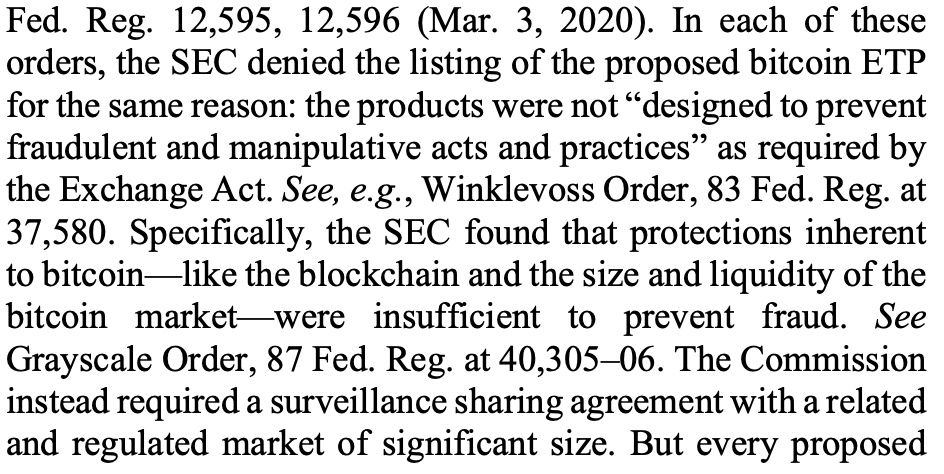 Fed. Reg. 12,595, 12,596 (Mar. 3, 2020). In each of these
orders, the SEC denied the listing of the proposed bitcoin ETP
for the same reason: the products were not “designed to prevent
fraudulent and manipulative acts and practices” as required by
the Exchange Act. See, e.g., Winklevoss Order, 83 Fed. Reg. at
37,580. Specifically, the SEC found that protections inherent
to bitcoin—like the blockchain and the size and liquidity of the
bitcoin market—were insufficient to prevent fraud. See
Grayscale Order, 87 Fed. Reg. at 40,305–06. The Commission
instead required a surveillance sharing agreement with a related
and regulated market of significant size. But every proposed